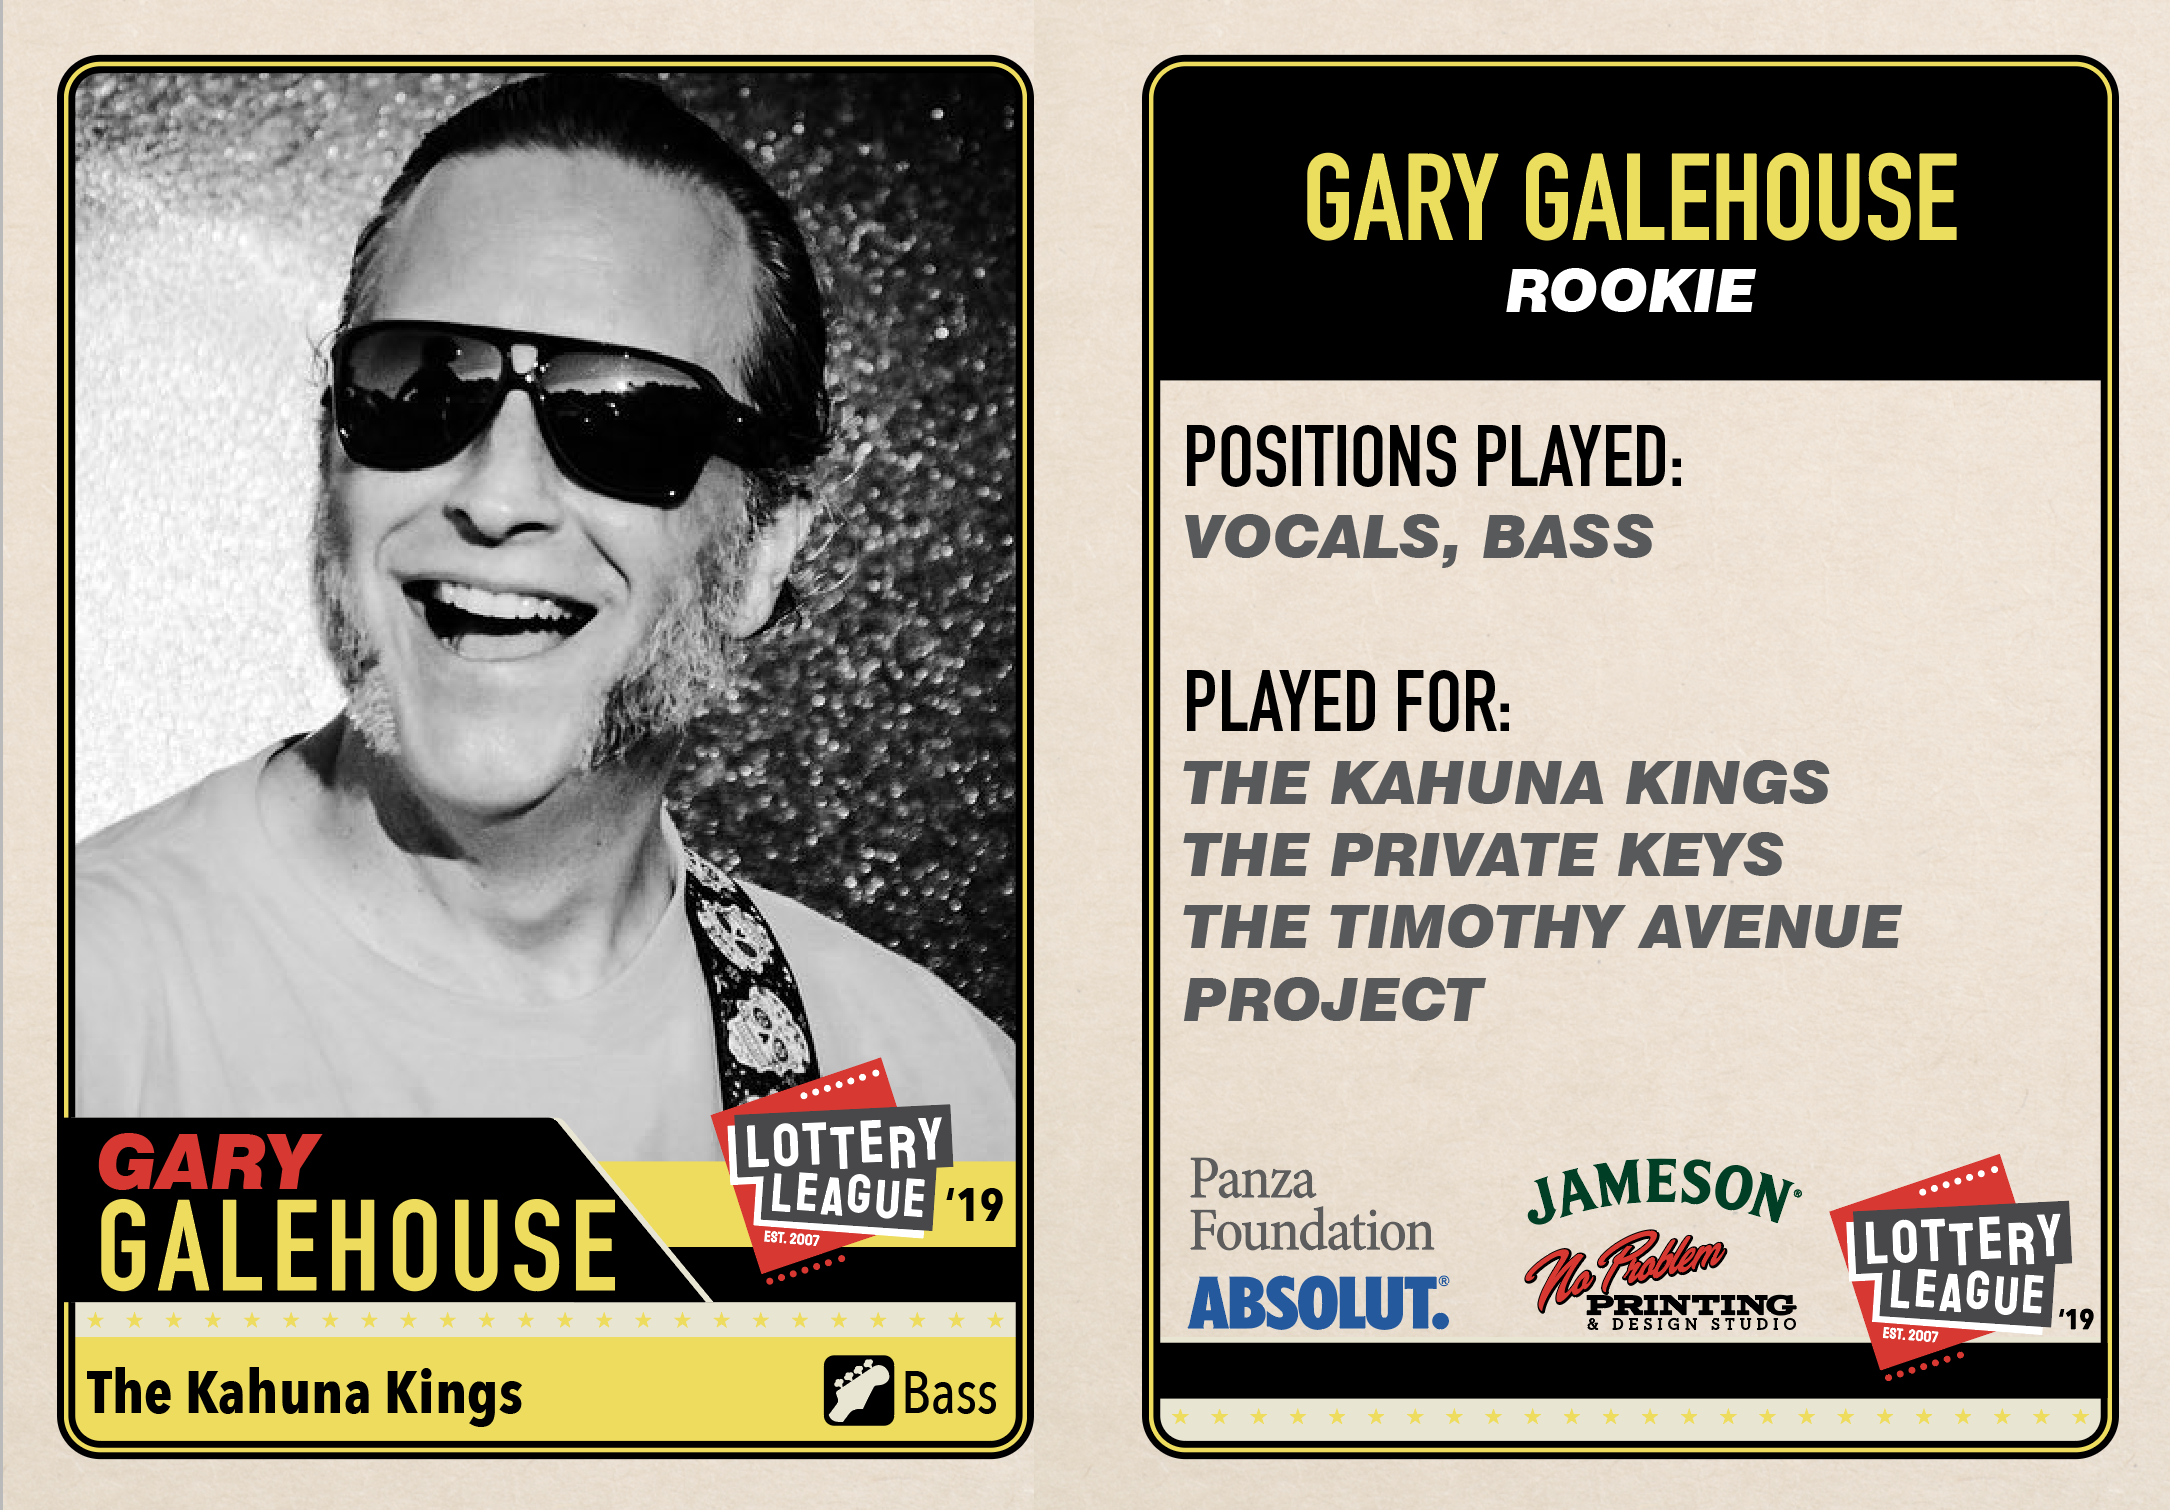 GARY
GALEHOUSE
LOTTERY
LEAGUE
EST. 2007
'19
The Kahuna Kings
Bass
GARY GALEHOUSE
ROOKIE
POSITIONS PLAYED:
VOCALS, BASS
PLAYED FOR:
THE KAHUNA KINGS
THE PRIVATE KEYS
THE TIMOTHY AVENUE
PROJECT
Panza
Foundation
ABSOLUT.®
JAMESON®
No Problem
PRINTING
& DESIGN STUDIO
LOTTERY
LEAGUE
EST. 2007
'19